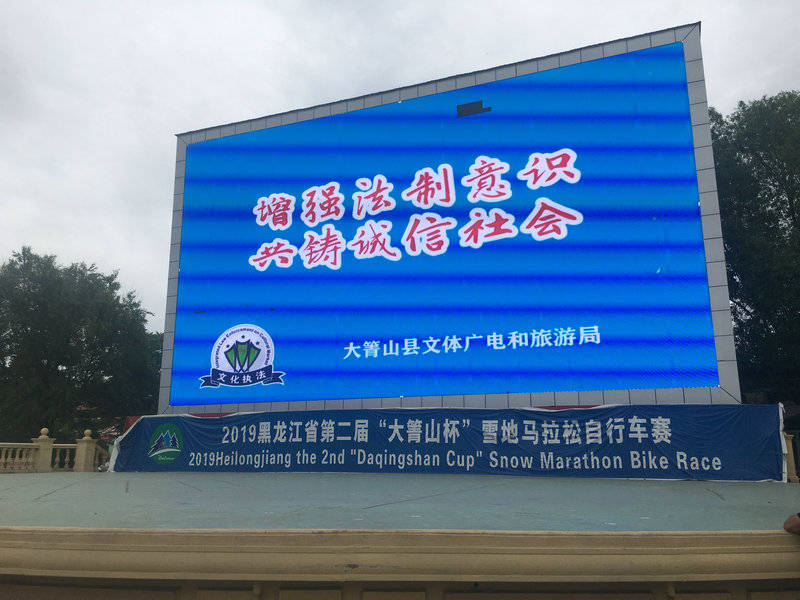 增强法制意识
共铸诚信社会
文化执法
大箐山县文体广电和旅游局
2019黑龙江省第二届“大箐山杯”雪地马拉松自行车赛
2019Heilongjiang the 2nd "Daqingshan Cup" Snow Marathon Bike Race